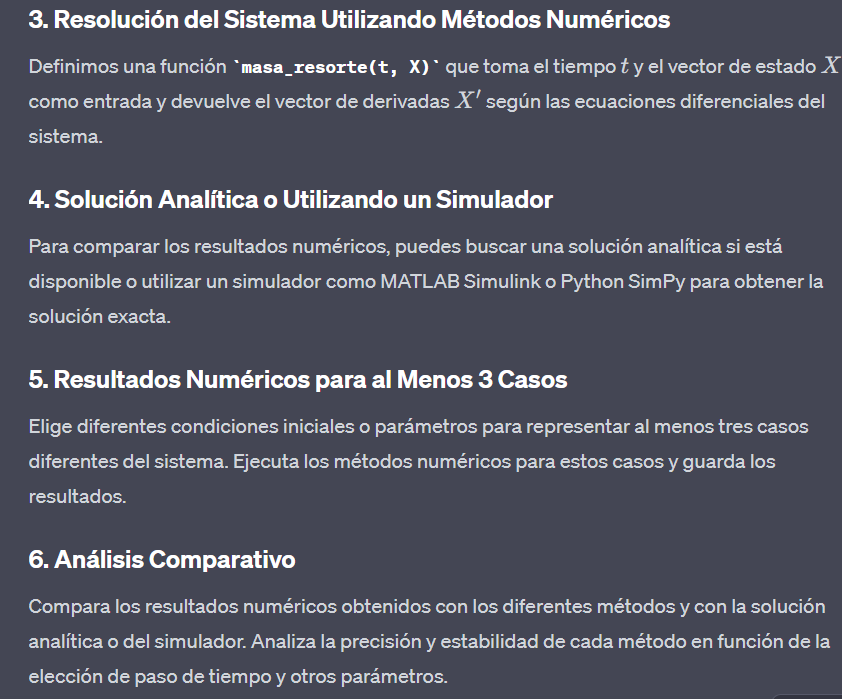 3. Resolución del Sistema Utilizando Métodos Numéricos
Definimos una función `masa_resorte(t, X)` que toma el tiempo t y el vector de estado X
como entrada y devuelve el vector de derivadas X′ según las ecuaciones diferenciales del
sistema.
4. Solución Analítica o Utilizando un Simulador
Para comparar los resultados numéricos, puedes buscar una solución analítica si está
disponible o utilizar un simulador como MATLAB Simulink o Python SimPy para obtener la
solución exacta.
5. Resultados Numéricos para al Menos 3 Casos
Elige diferentes condiciones iniciales o parámetros para representar al menos tres casos
diferentes del sistema. Ejecuta los métodos numéricos para estos casos y guarda los
resultados.
6. Análisis Comparativo
Compara los resultados numéricos obtenidos con los diferentes métodos y con la solución
analítica o del simulador. Analiza la precisión y estabilidad de cada método en función de la
elección de paso de tiempo y otros parámetros.